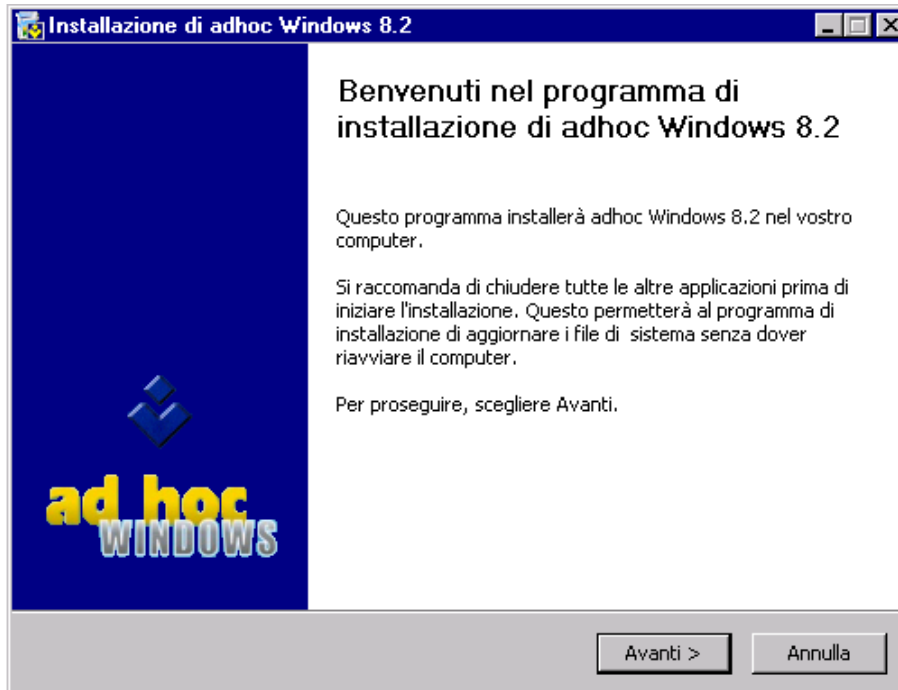 Installazione di adhoc Windows 8.2
Benvenuti nel programma di
installazione di adhoc Windows 8.2
Questo programma installerà adhoc Windows 8.2 nel vostro
computer.
Si raccomanda di chiudere tutte le altre applicazioni prima di
iniziare l'installazione. Questo permetterà al programma di
installazione di aggiornare i file di  sistema senza dover
riavviare il computer.
Per proseguire, scegliere Avanti.
ad hoc
WINDOWS
Avanti >
Annulla